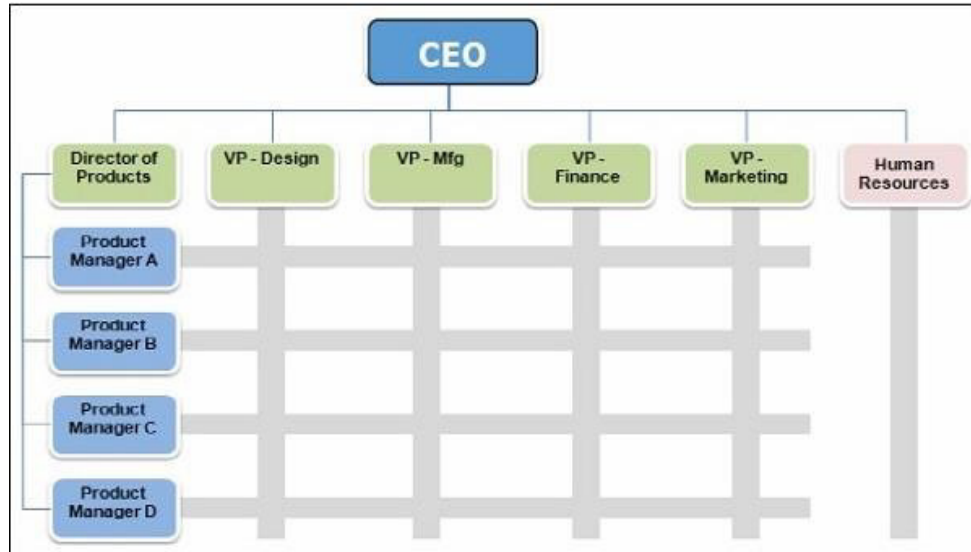 CEO
Director of
Products
VP - Design
VP - Mfg
VP -
Finance
VP -
Marketing
Human
Resources
Product
Manager A
Product
Manager B
Product
Manager C
Product
Manager D